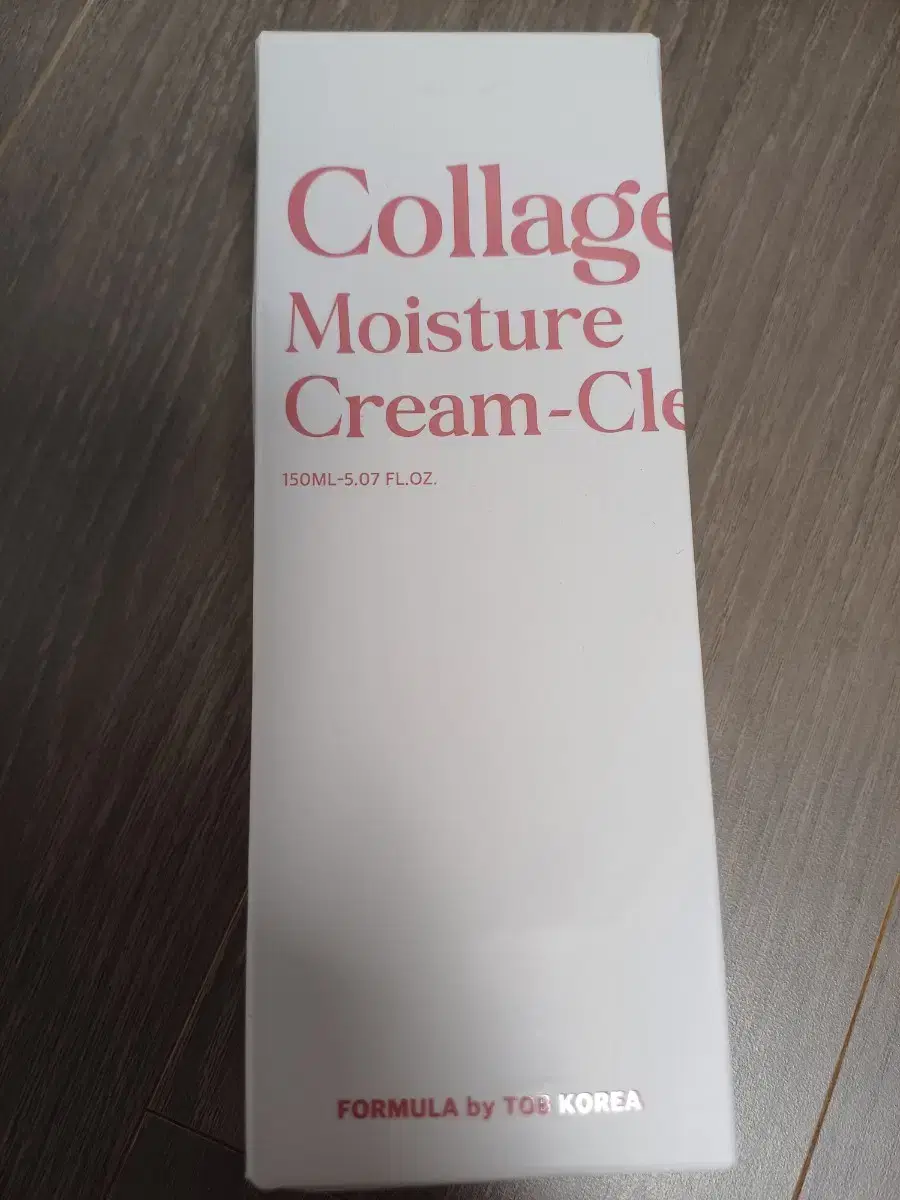 Collage
Moisture
Cream-Cle
150ML-5.07 FL.OZ.
FORMULA by TOB KOREA